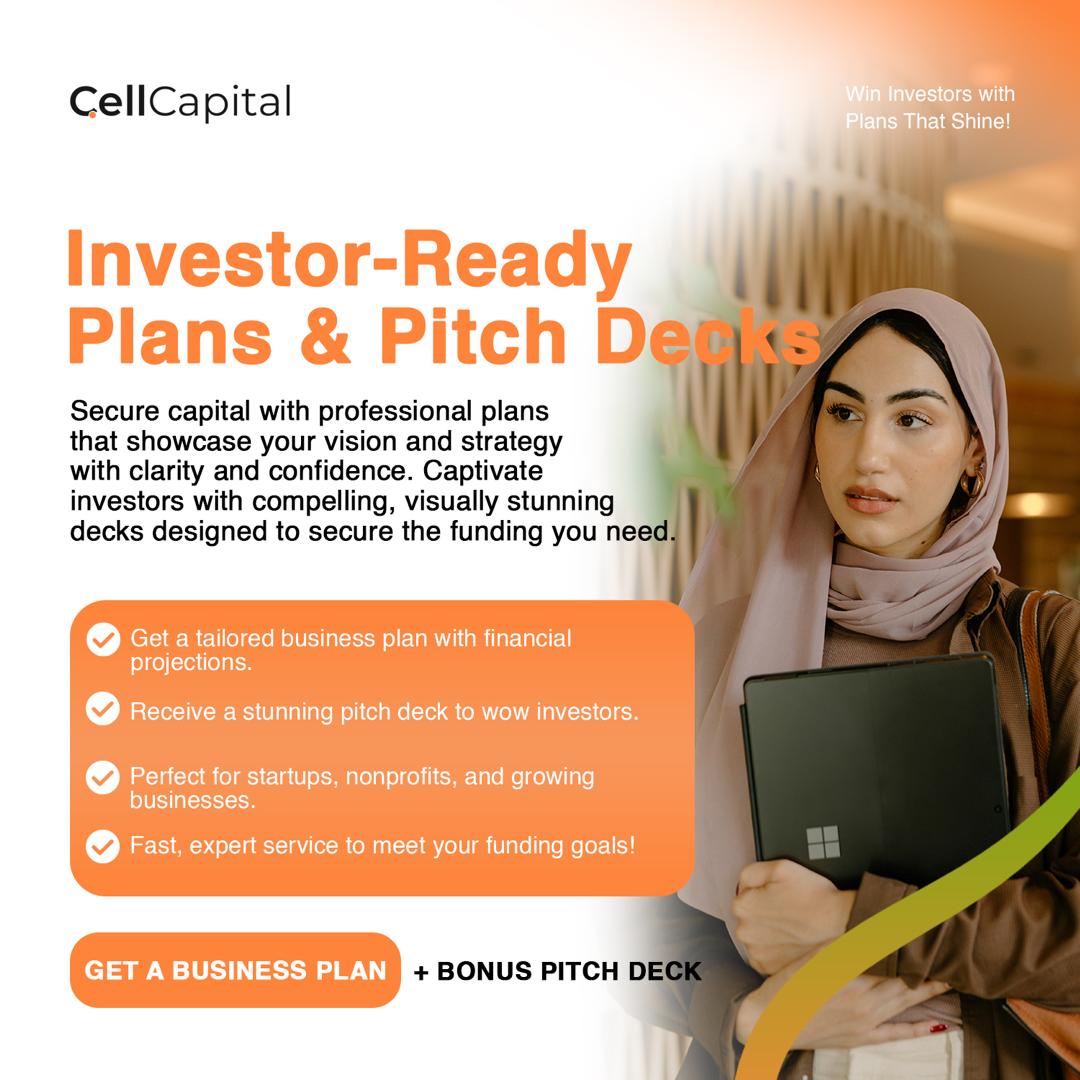 CellCapital
Win Investors with
Plans That Shine!
Investor-Ready
Plans & Pitch Decks
Secure capital with professional plans
that showcase your vision and strategy
with clarity and confidence. Captivate
investors with compelling, visually stunning
decks designed to secure the funding you need.
Get a tailored business plan with financial
projections.
Receive a stunning pitch deck to wow investors.
Perfect for startups, nonprofits, and growing
businesses.
Fast, expert service to meet your funding goals!
GET A BUSINESS PLAN + BONUS PITCH DECK